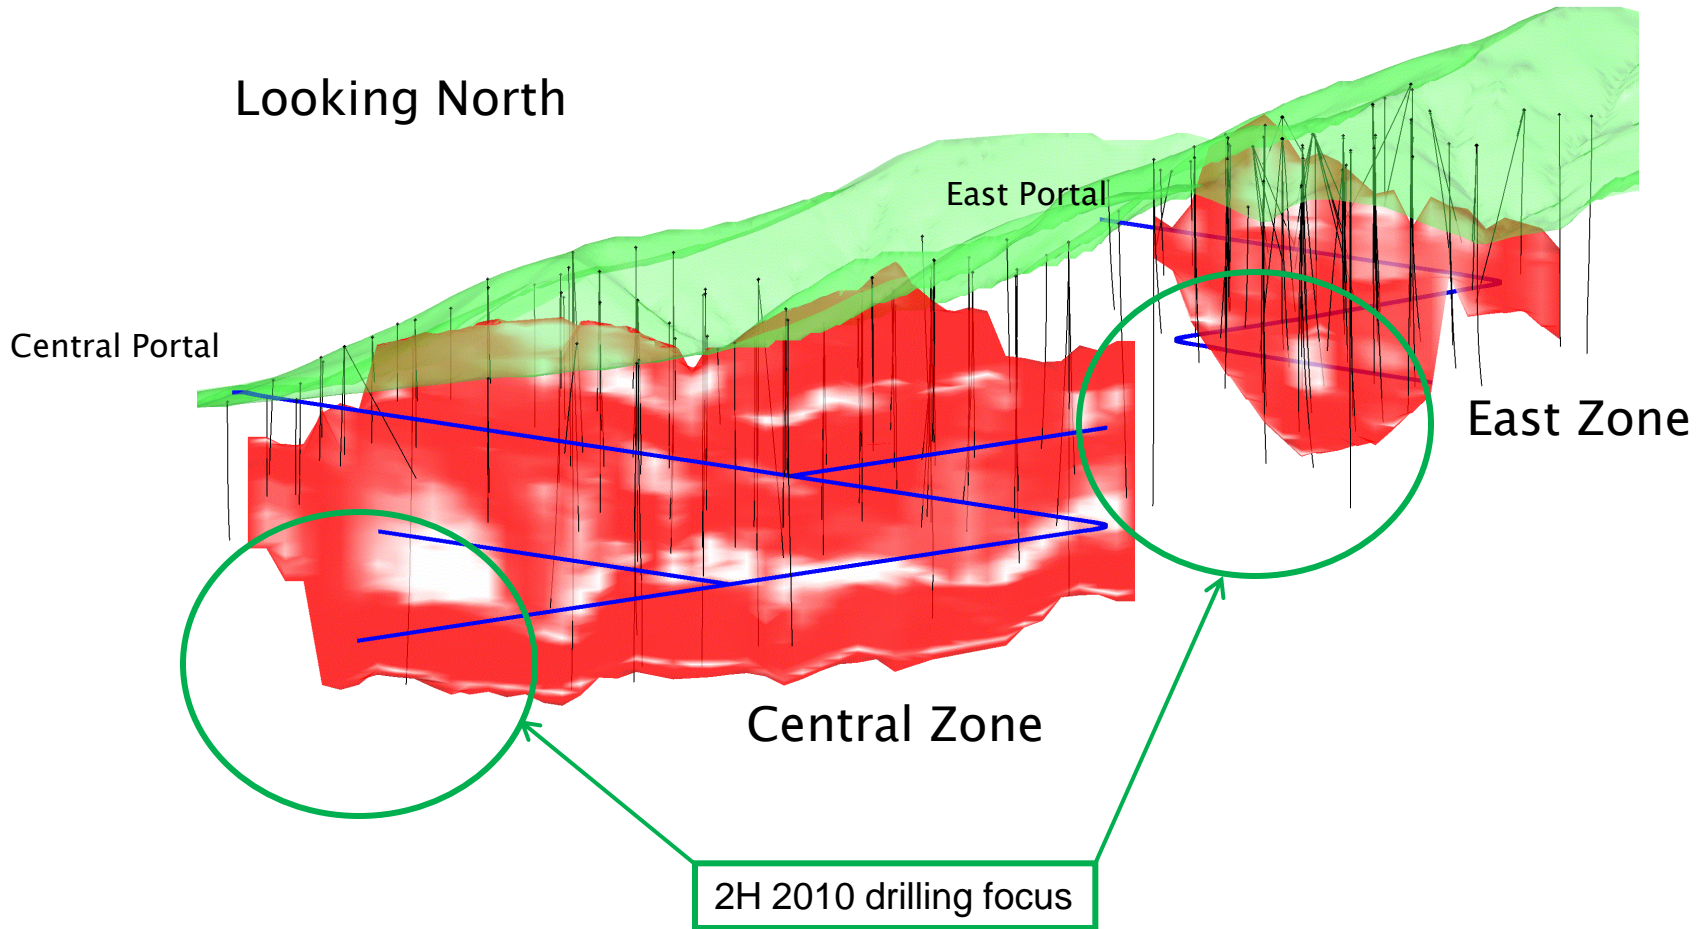 Looking North
East Portal
Central Portal
East Zone
Central Zone
2H 2010 drilling focus